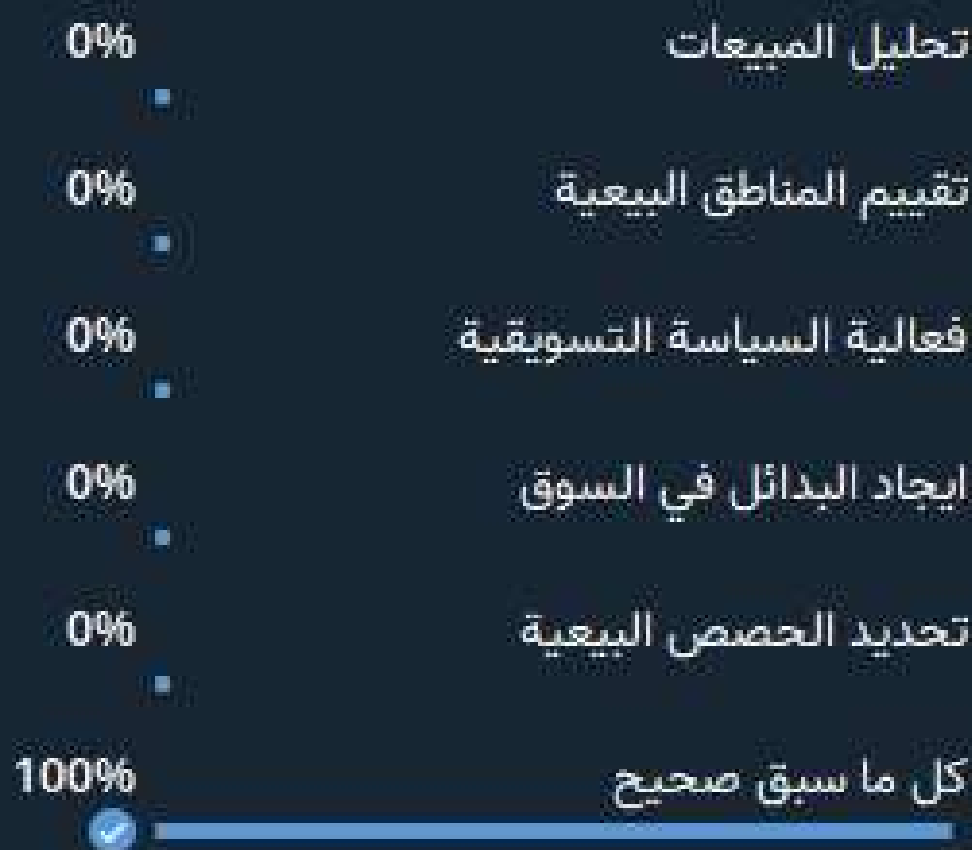 تحليل المبيعات 0%
تقييم المناطق البيعية 0%
فعالية السياسة التسويقية 0%
ايجاد البدائل في السوق 0%
تحديد الحصص البيعية 0%
كل ما سبق صحيح 100%